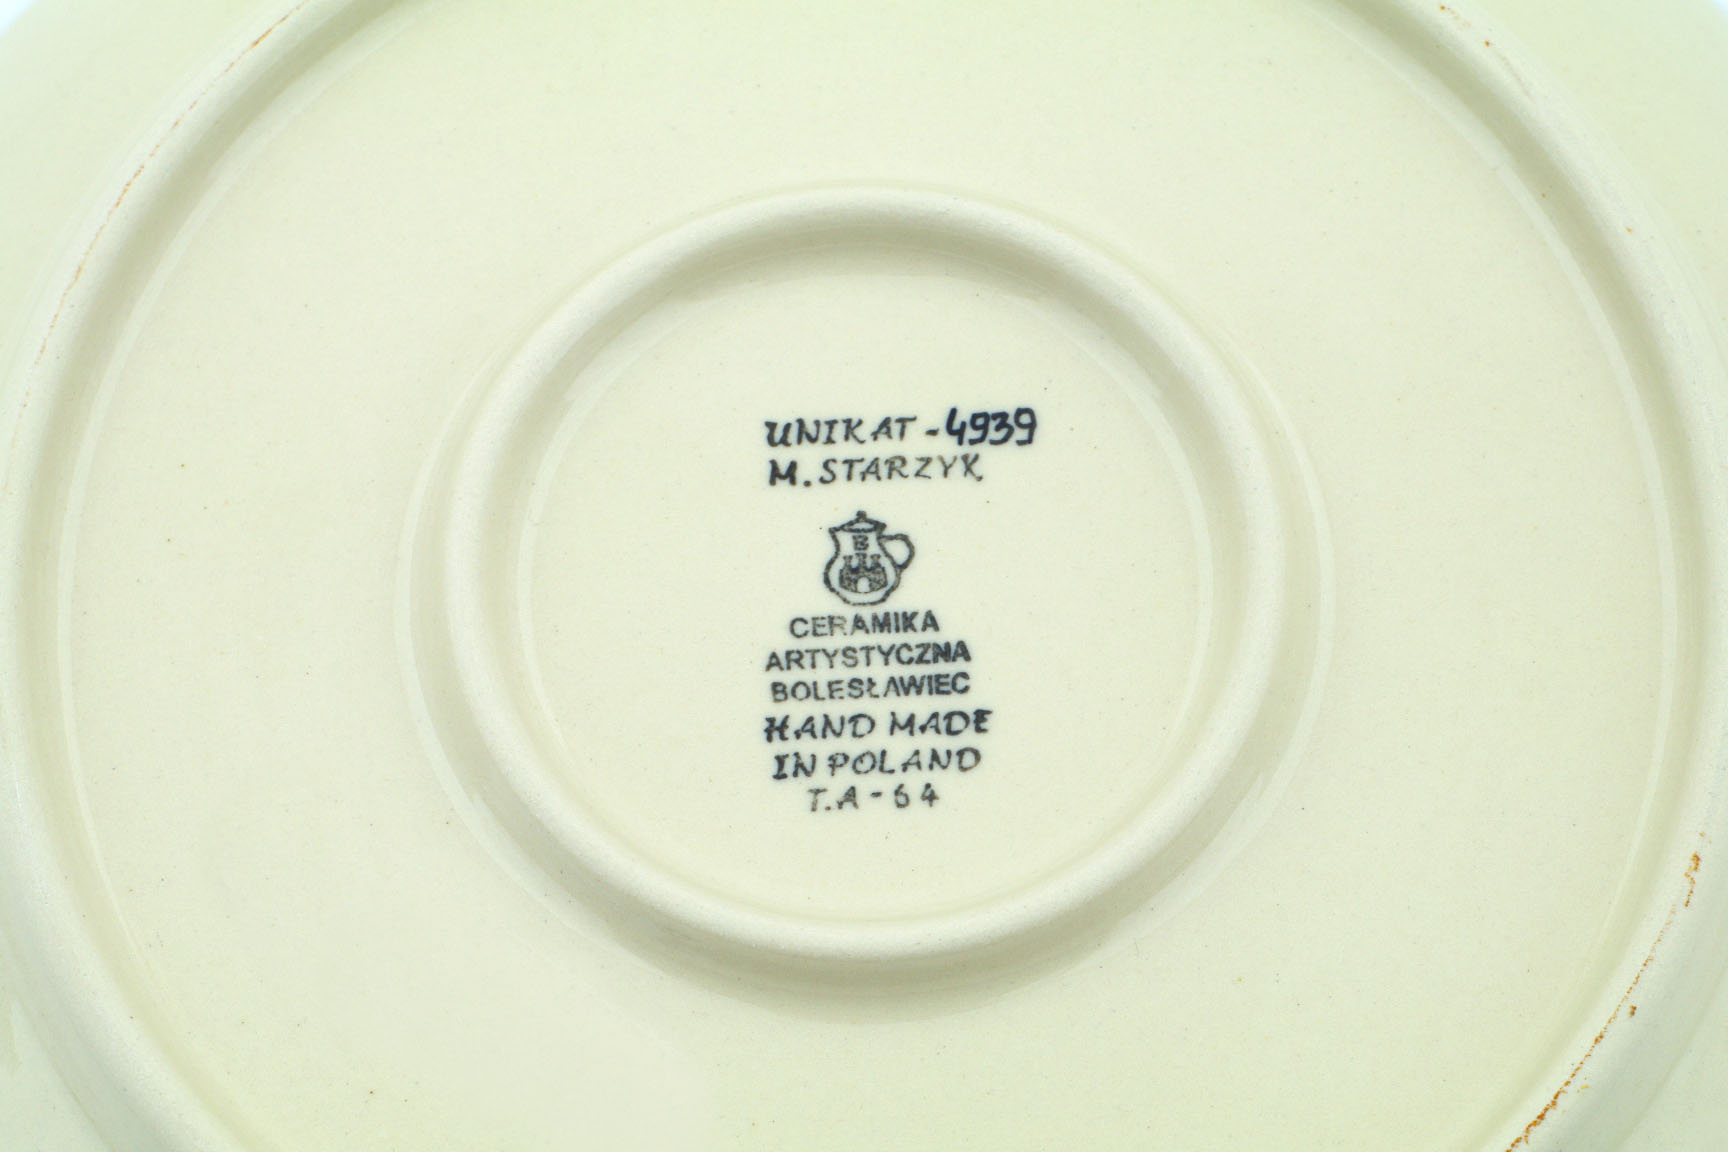 UNIKAT - 4939
M. STARZYK
B
CERAMIKA
ARTYSTYCZNA
BOLESŁAWIEC
HAND MADE
IN POLAND
T.A - 64